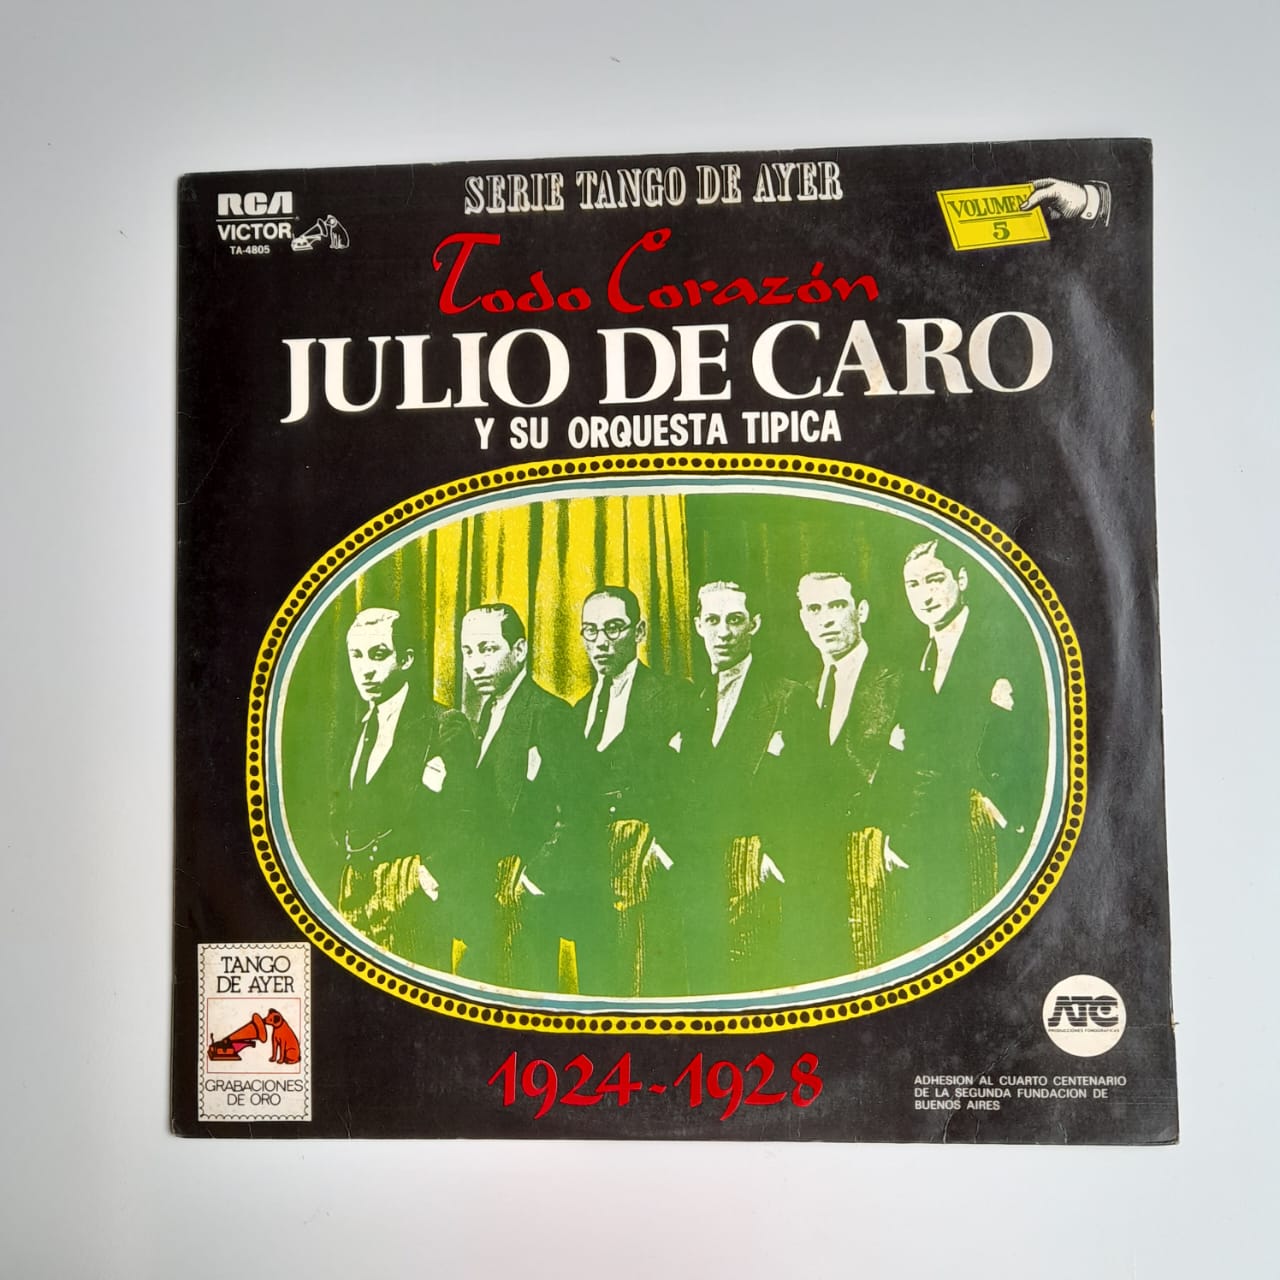 SERIE TANGO DE AYER
RCA
VICTOR
TA-4805
VOLUMEN
5
Todo Corazón
JULIO DE CARO
Y SU ORQUESTA TIPICA
TANGO
DE AYER
GRABACIONES
DE ORO
1924-1928
ATC
PRODUCCIONES FONOGRAFICAS
ADHESION AL CUARTO CENTENARIO
DE LA SEGUNDA FUNDACION DE
BUENOS AIRES